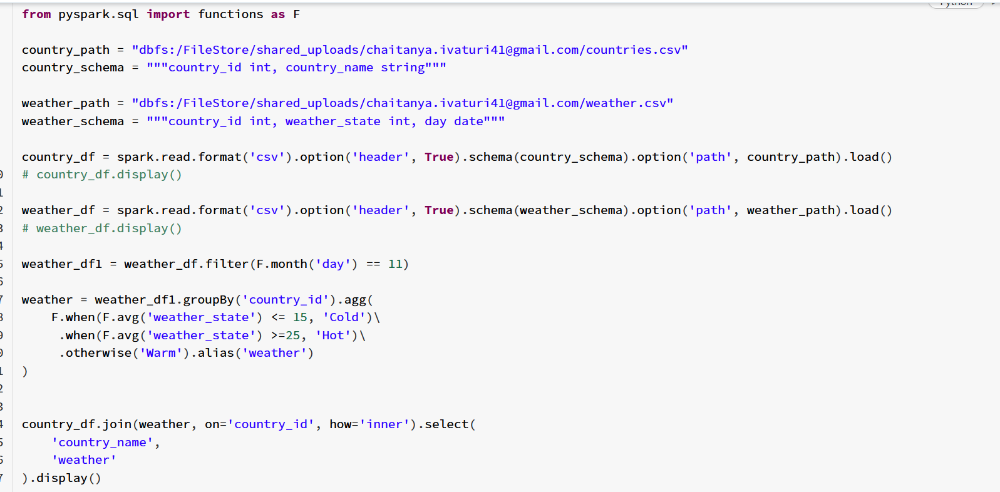 from pyspark.sql import functions as F
country_path = "dbfs:/FileStore/shared_uploads/chaitanya.ivaturi41@gmail.com/countries.csv"
country_schema = """country_id int, country_name string"""
weather_path = "dbfs:/FileStore/shared_uploads/chaitanya.ivaturi41@gmail.com/weather.csv"
weather_schema = """country_id int, weather_state int, day date"""
country_df = spark.read.format('csv').option('header', True).schema(country_schema).option('path', country_path).load()
# country_df.display()
weather_df = spark.read.format('csv').option('header', True).schema(weather_schema).option('path', weather_path).load()
# weather_df.display()
weather_df1 = weather_df.filter(F.month('day') == 11)
weather = weather_df1.groupBy('country_id').agg(
    F.when(F.avg('weather_state') <= 15, 'Cold')\
     .when(F.avg('weather_state') >=25, 'Hot')\
     .otherwise('Warm').alias('weather')
)
country_df.join(weather, on='country_id', how='inner').select(
    'country_name',
    'weather'
).display()